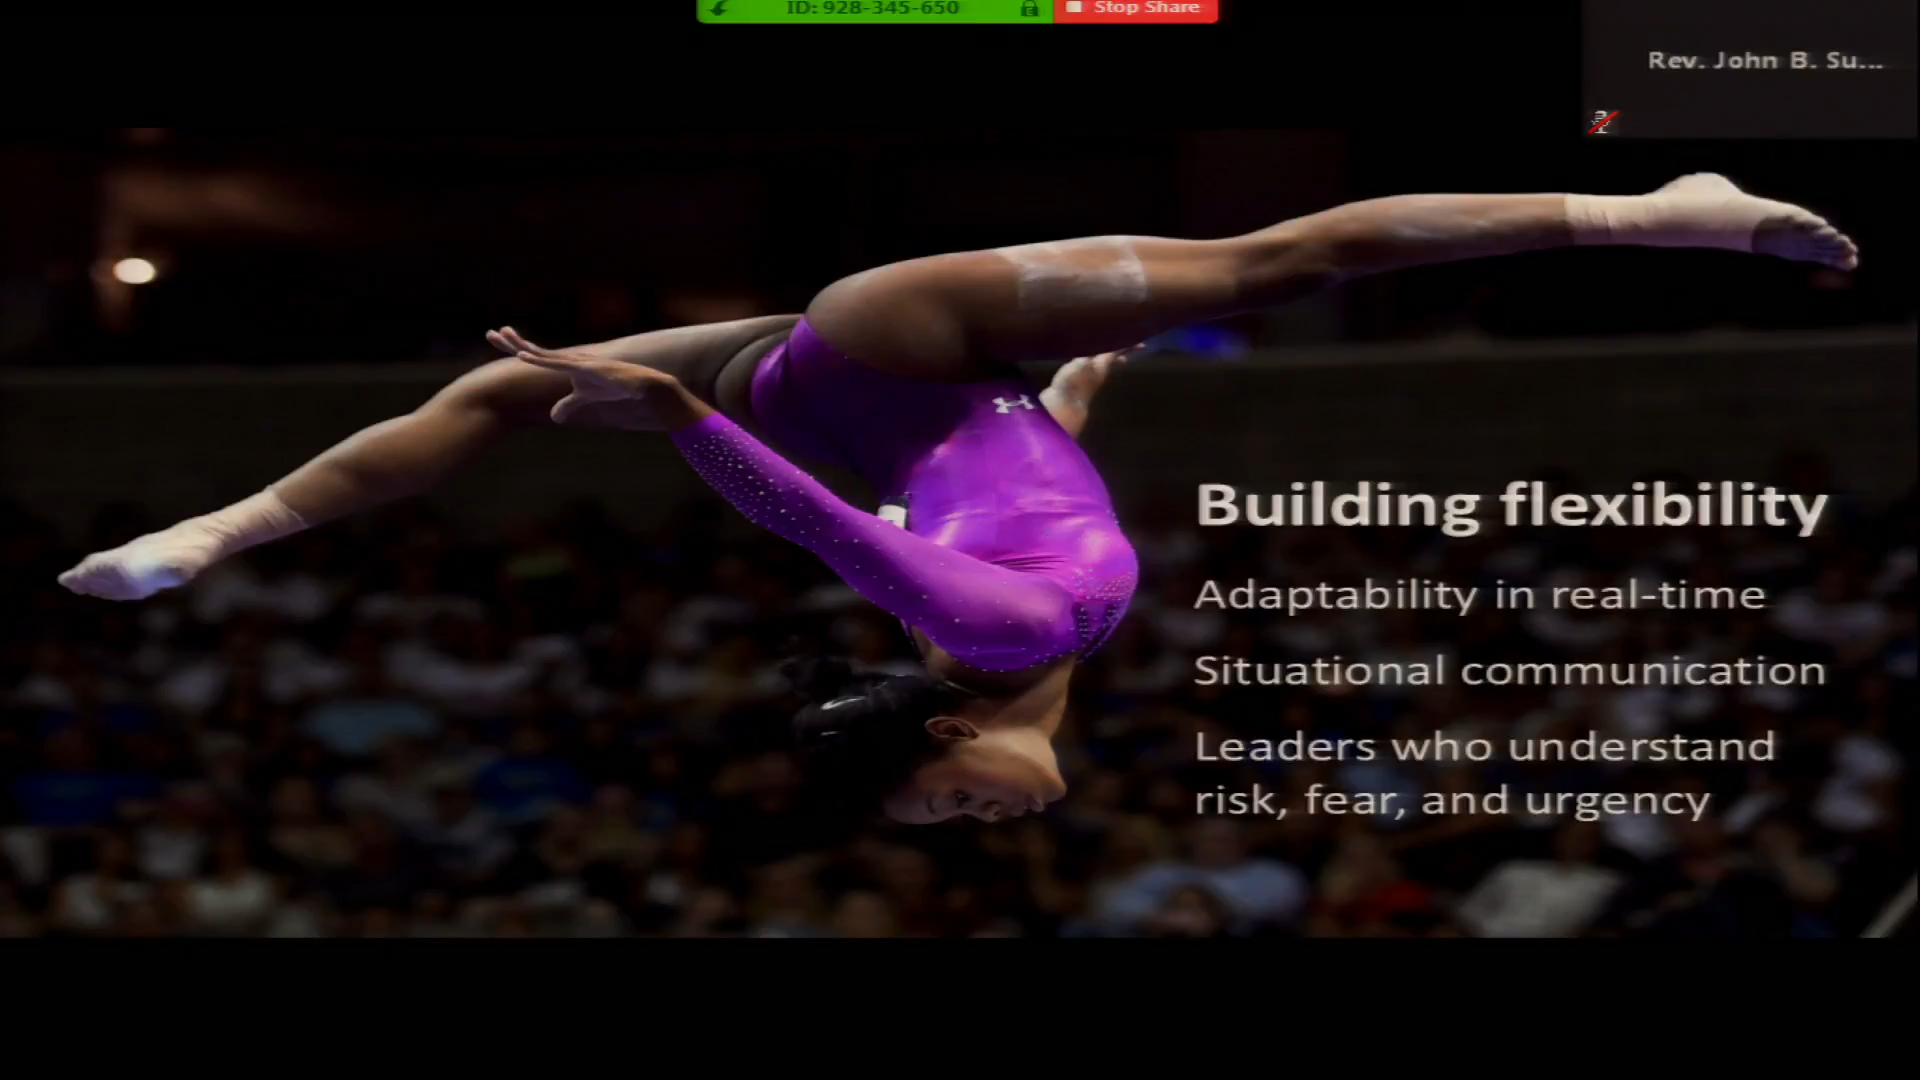 ID: 928-345-650
Stop Share
Rev. John B. Su...
Building flexibility
Adaptability in real-time
Situational communication
Leaders who understand
risk, fear, and urgency